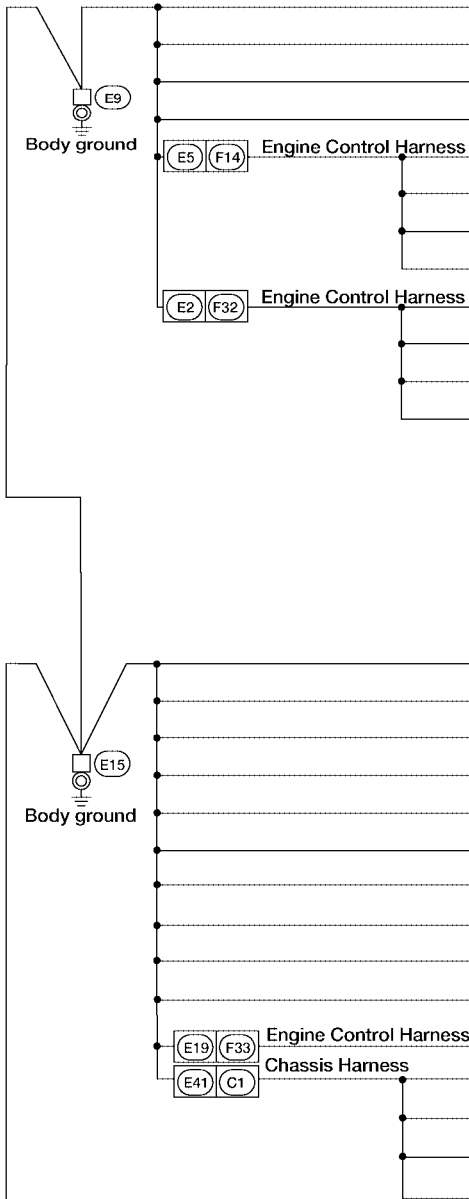 E9
Body ground
E5 F14 Engine Control Harness
E2 F32 Engine Control Harness
E15
Body ground
E19 F33 Engine Control Harness
E41 C1 Chassis Harness